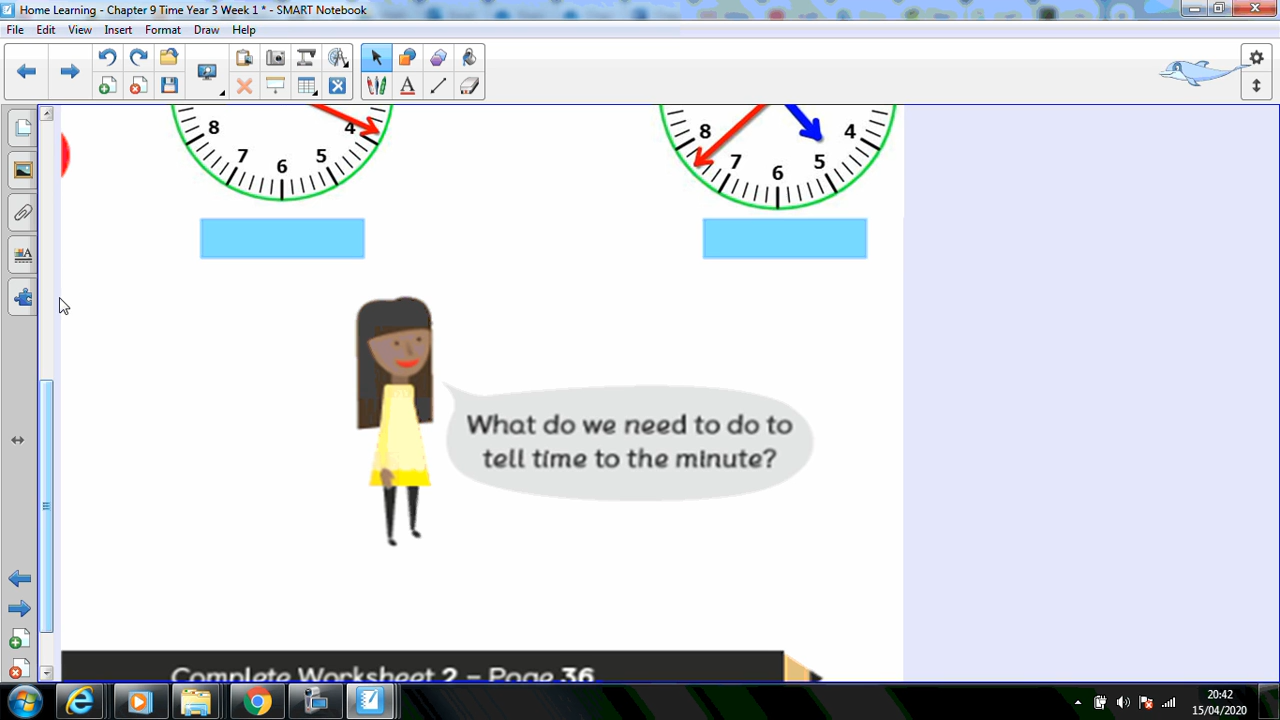 Home Learning - Chapter 9 Time Year 3 Week 1 * - SMART Notebook
File Edit View Insert Format Draw Help
8 7 6 5 4
8 7 6 5 4
What do we need to do to
tell time to the minute?
Complete Worksheet 2 – Page 36
20:42
15/04/2020